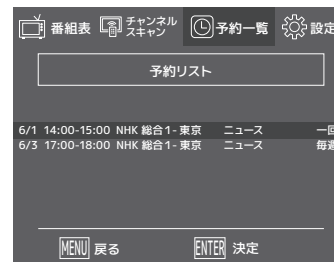 番組表 チャンネルスキャン 予約一覧 設定
予約リスト
6/1 14:00-15:00 NHK 総合1-東京 ニュース 一回
6/3 17:00-18:00 NHK 総合1-東京 ニュース 毎週
MENU 戻る ENTER 決定